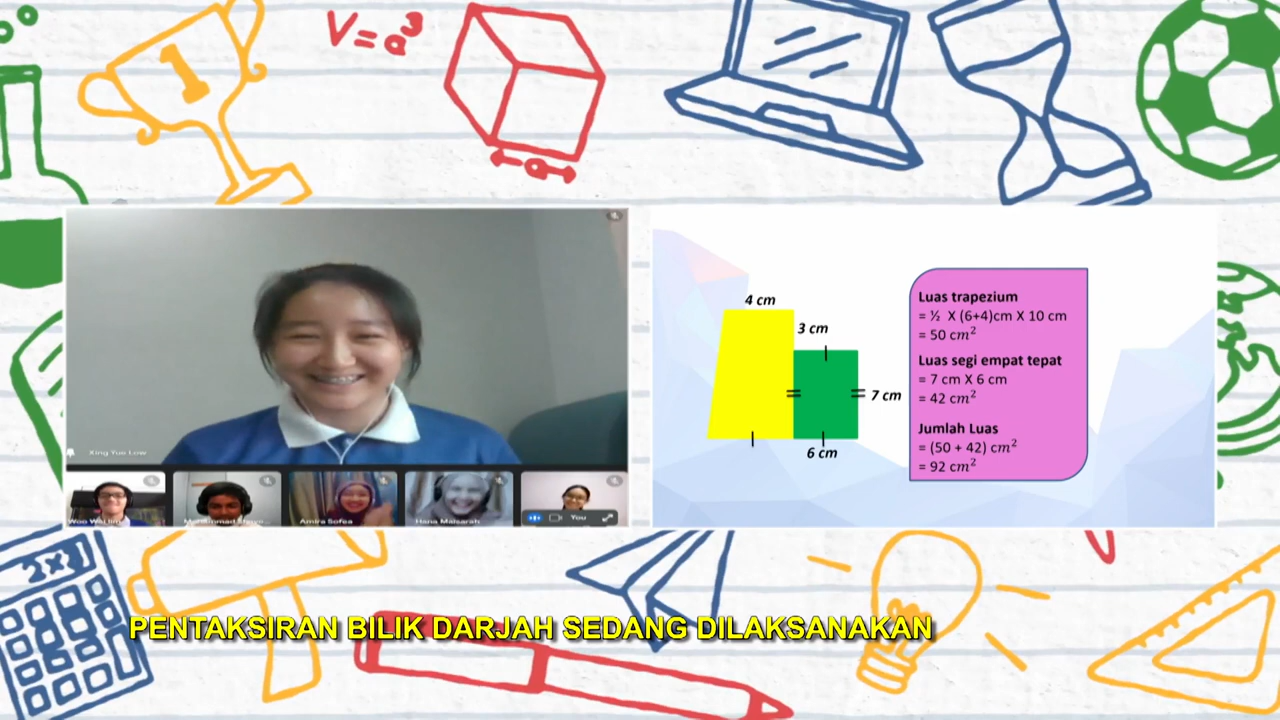 1
V = a³
a
4 cm
3 cm
7 cm
6 cm
Luas trapezium
= ½ X (6+4)cm X 10 cm
= 50 cm²
Luas segi empat tepat
= 7 cm X 6 cm
= 42 cm²
Jumlah Luas
= (50 + 42) cm²
= 92 cm²
Xing Yue Low
Amira Sofea
Hana Maisarah
You
PENTAKSIRAN BILIK DARJAH SEDANG DILAKSANAKAN